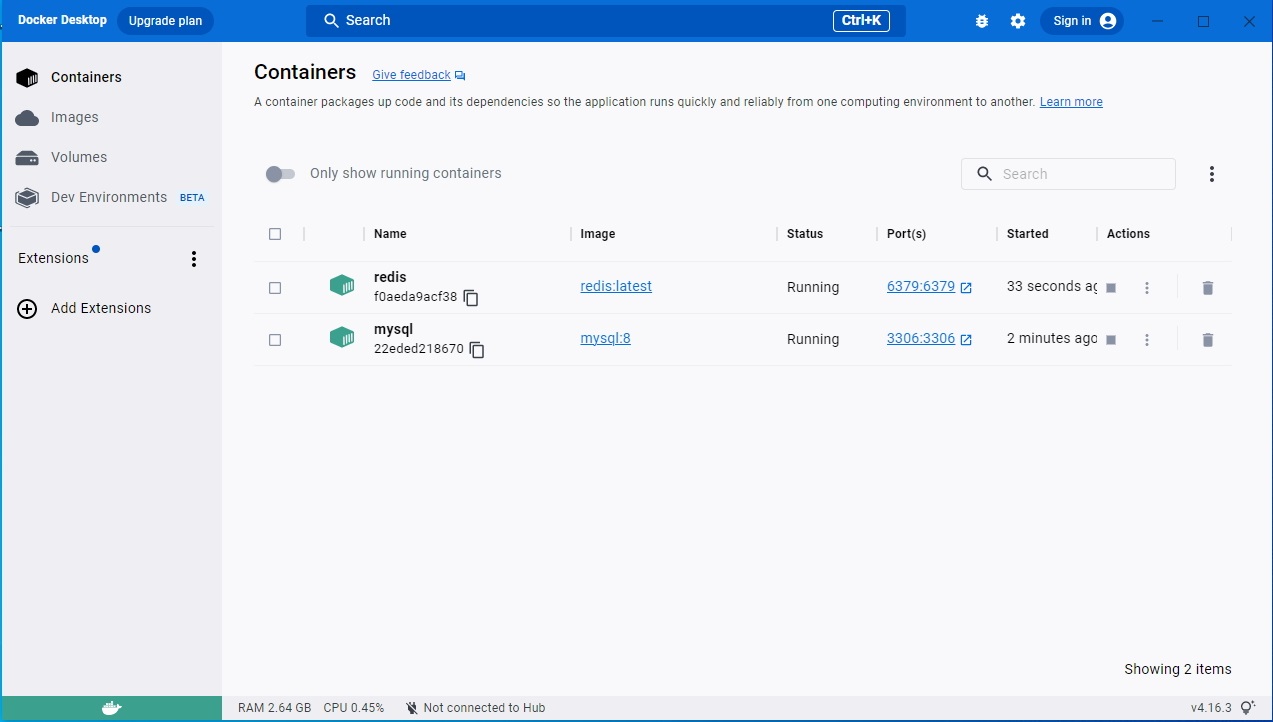 Docker Desktop
Upgrade plan
Search
Ctrl+K
Sign in
Containers
Images
Volumes
Dev Environments BETA
Extensions
Add Extensions
Containers Give feedback
A container packages up code and its dependencies so the application runs quickly and reliably from one computing environment to another. Learn more
Only show running containers
Search
Name Image Status Port(s) Started Actions
redis
f0aeda9acf38
redis:latest Running 6379:6379 33 seconds ag
mysql
22eded218670
mysql:8 Running 3306:3306 2 minutes ago
Showing 2 items
RAM 2.64 GB CPU 0.45% Not connected to Hub
v4.16.3